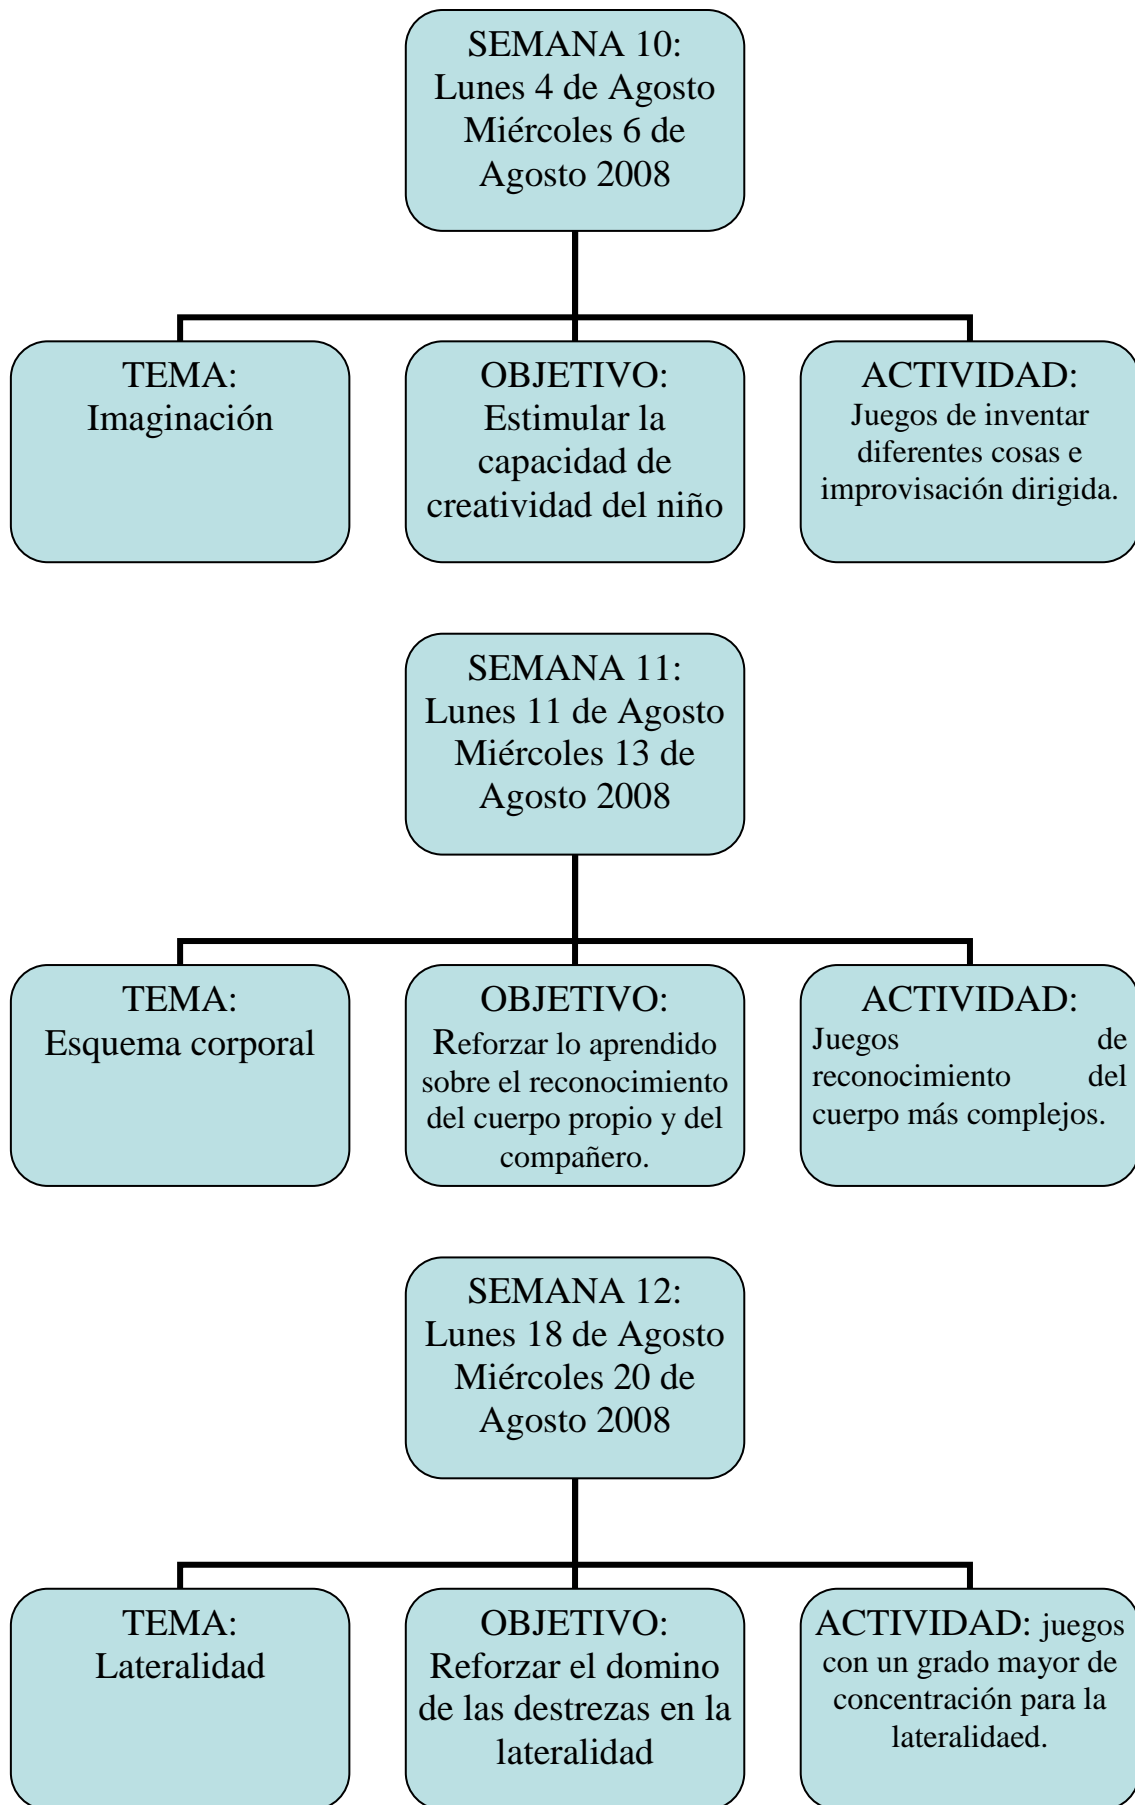 SEMANA 10:
Lunes 4 de Agosto
Miércoles 6 de
Agosto 2008
TEMA:
Imaginación
OBJETIVO:
Estimular la
capacidad de
creatividad del niño
ACTIVIDAD:
Juegos de inventar
diferentes cosas e
improvisación dirigida.
SEMANA 11:
Lunes 11 de Agosto
Miércoles 13 de
Agosto 2008
TEMA:
Esquema corporal
OBJETIVO:
Reforzar lo aprendido
sobre el reconocimiento
del cuerpo propio y del
compañero.
ACTIVIDAD:
Juegos de
reconocimiento del
cuerpo más complejos.
SEMANA 12:
Lunes 18 de Agosto
Miércoles 20 de
Agosto 2008
TEMA:
Lateralidad
OBJETIVO:
Reforzar el domino
de las destrezas en la
lateralidad
ACTIVIDAD: juegos
con un grado mayor de
concentración para la
lateralidaed.